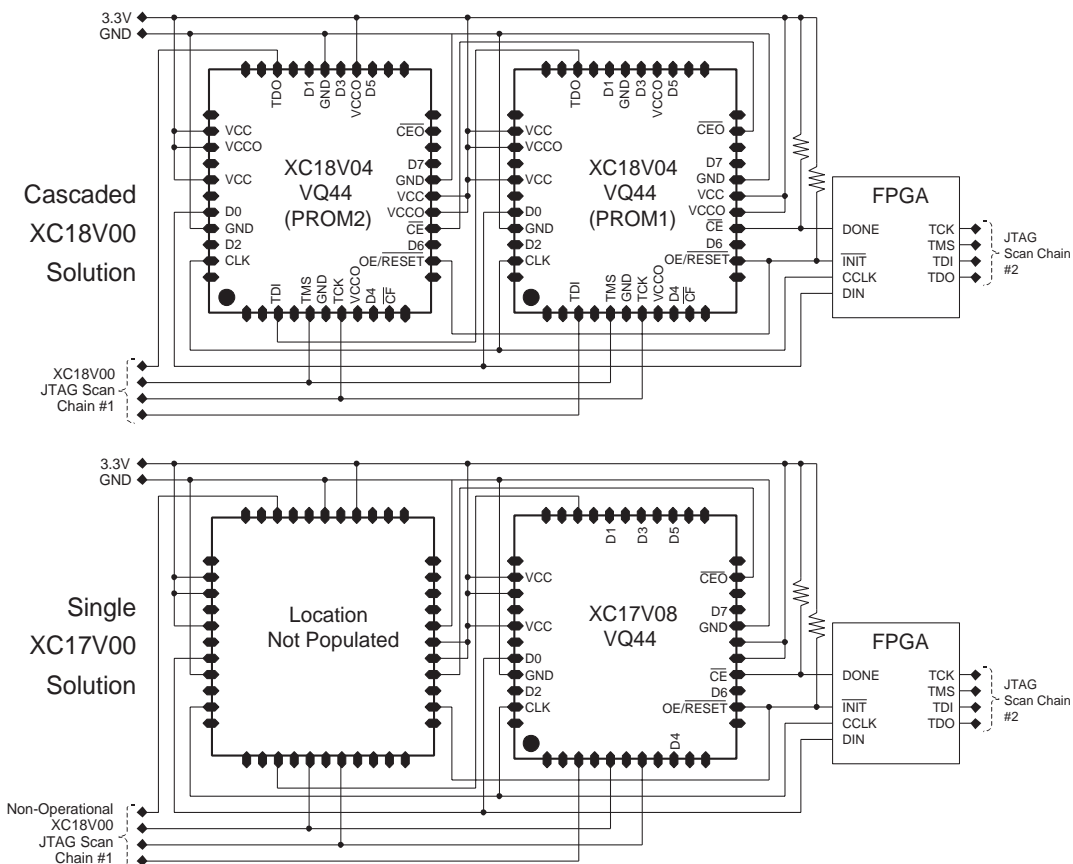 3.3V
GND
Cascaded
XC18V00
Solution
TDO
D1
GND
D3
VCCO
D5
VCC
VCCO
VCC
D0
GND
D2
CLK
CEO
D7
GND
VCC
VCCO
CE
D6
OE/RESET
XC18V04
VQ44
(PROM2)
TDI
TMS
GND
TCK
VCCO
D4
CF
TDO
D1
GND
D3
VCCO
D5
VCC
VCCO
VCC
D0
GND
D2
CLK
CEO
D7
GND
VCC
VCCO
CE
D6
OE/RESET
XC18V04
VQ44
(PROM1)
TDI
TMS
GND
TCK
VCCO
D4
CF
FPGA
DONE
INIT
CCLK
DIN
TCK
TMS
TDI
TDO
JTAG
Scan Chain
#2
XC18V00
JTAG Scan
Chain #1
3.3V
GND
Single
XC17V00
Solution
Location
Not Populated
D1
D3
D5
VCC
VCC
D0
GND
D2
CLK
CEO
D7
GND
CE
D6
OE/RESET
XC17V08
VQ44
D4
FPGA
DONE
INIT
CCLK
DIN
TCK
TMS
TDI
TDO
JTAG
Scan Chain
#2
Non-Operational
XC18V00
JTAG Scan
Chain #1